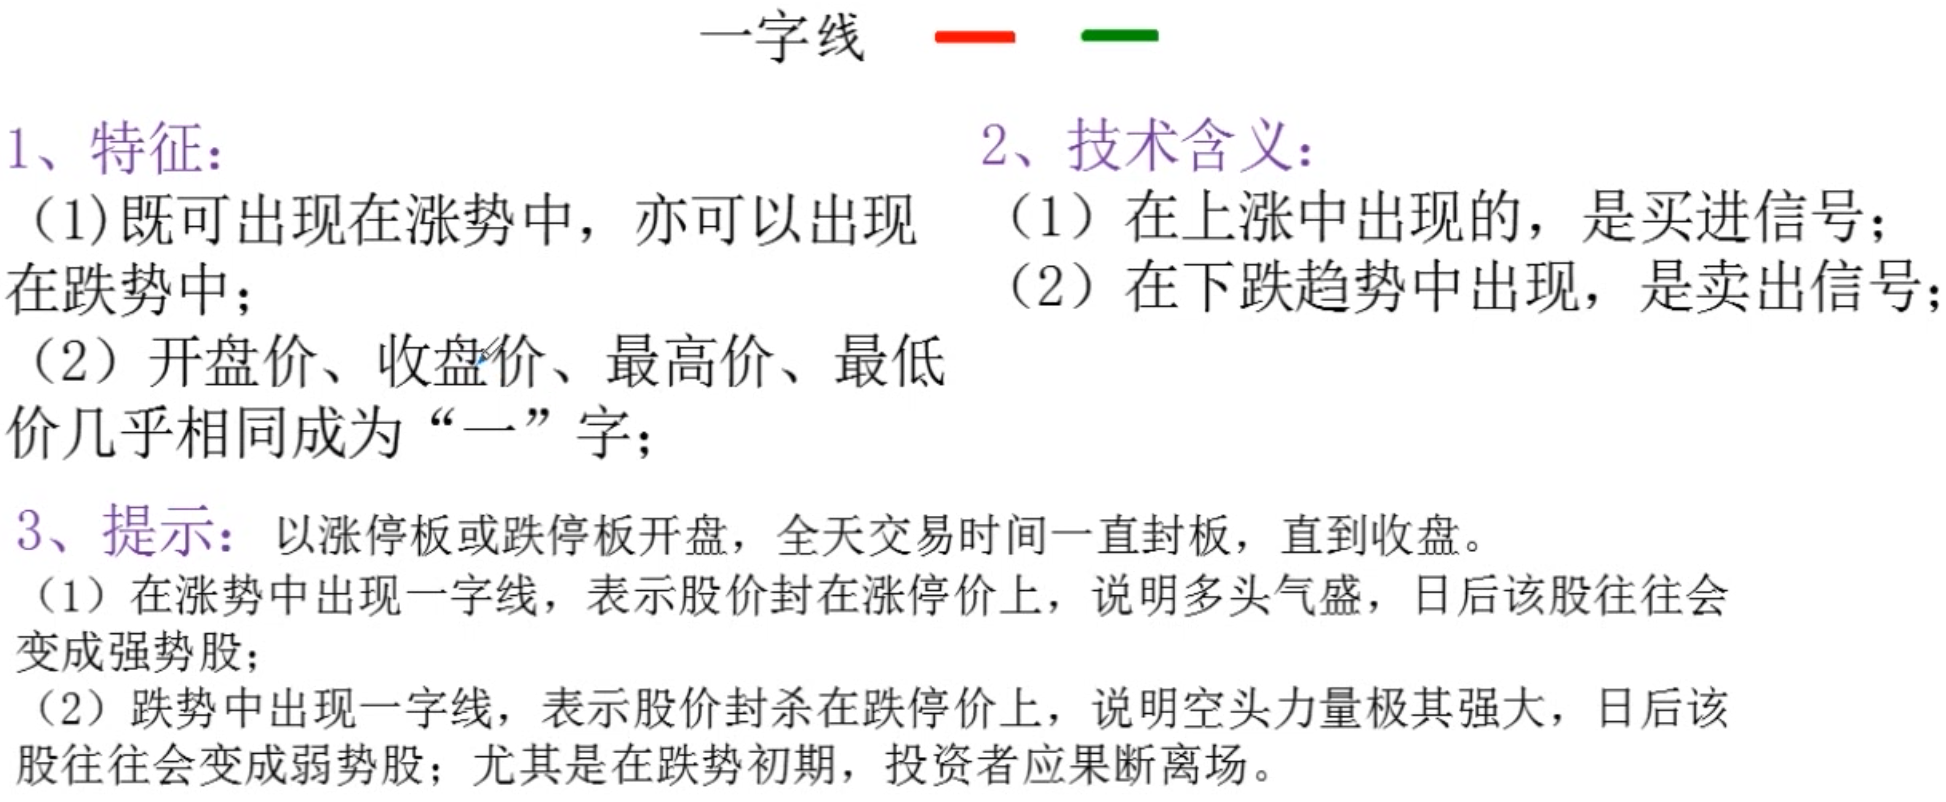 一字线
1、特征：
（1)既可出现在涨势中，亦可以出现
在跌势中；
（2）开盘价、收盘价、最高价、最低
价几乎相同成为“一”字；
2、技术含义：
（1）在上涨中出现的，是买进信号；
（2）在下跌趋势中出现，是卖出信号；
3、提示：以涨停板或跌停板开盘，全天交易时间一直封板，直到收盘。
（1）在涨势中出现一字线，表示股价封在涨停价上，说明多头气盛，日后该股往往会
变成强势股；
（2）跌势中出现一字线，表示股价封杀在跌停价上，说明空头力量极其强大，日后该
股往往会变成弱势股；尤其是在跌势初期，投资者应果断离场。